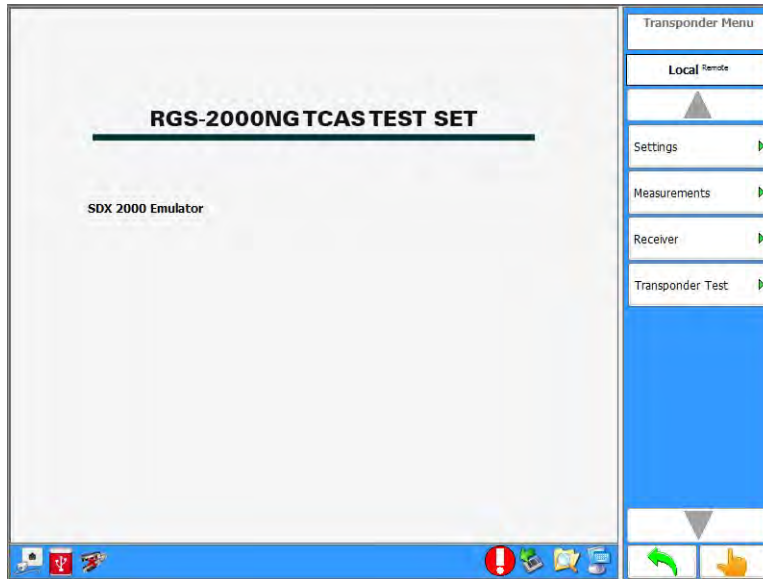 Transponder Menu
Local Remote
RGS-2000NG TCAS TEST SET
Settings
Measurements
SDX 2000 Emulator
Receiver
Transponder Test